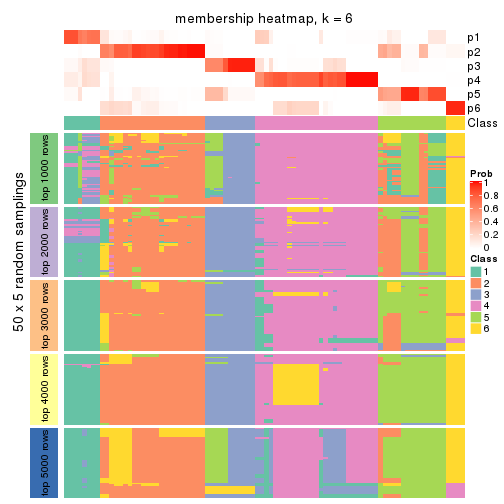 membership heatmap, k = 6
p1
p2
p3
p4
p5
p6
Class
50 x 5 random samplings
top 1000 rows
top 2000 rows
top 3000 rows
top 4000 rows
top 5000 rows
Prob
1
0.8
0.6
0.4
0.2
0
Class
1
2
3
4
5
6